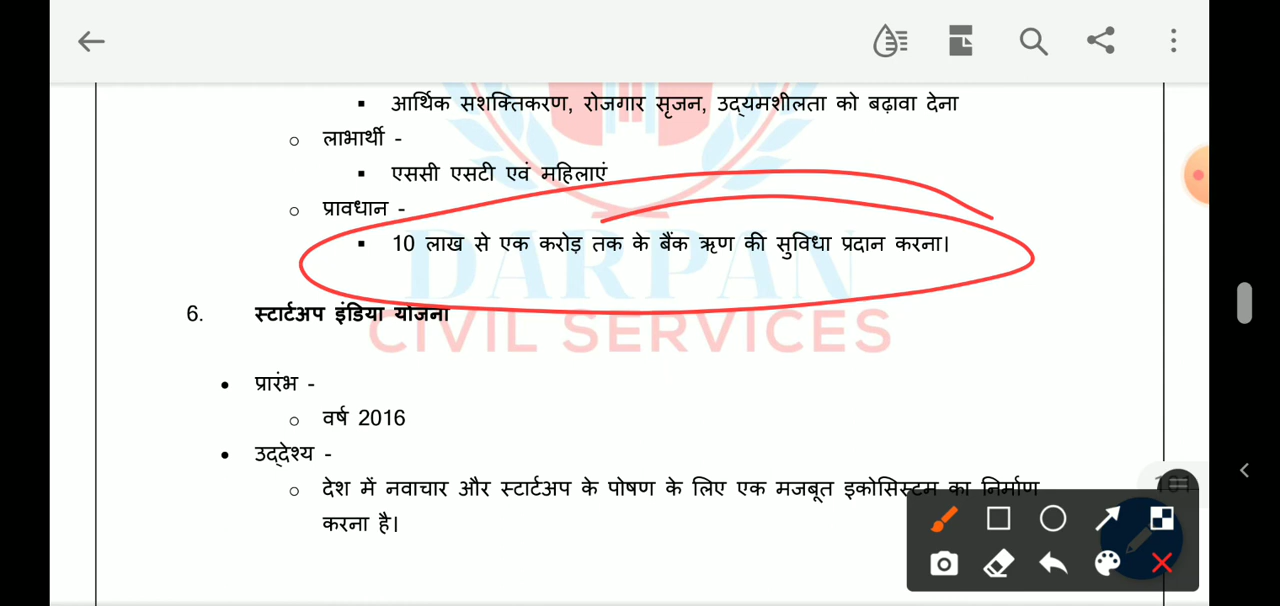 आर्थिक सशक्तिकरण, रोजगार सृजन, उद्यमशीलता को बढ़ावा देना
लाभार्थी -
एससी एसटी एवं महिलाएं
प्रावधान -
10 लाख से एक करोड़ तक के बैंक ऋण की सुविधा प्रदान करना।
DARPAN
6. स्टार्टअप इंडिया योजना
CIVIL SERVICES
प्रारंभ -
वर्ष 2016
उद्देश्य -
देश में नवाचार और स्टार्टअप के पोषण के लिए एक मजबूत इकोसिस्टम का निर्माण
करना है।